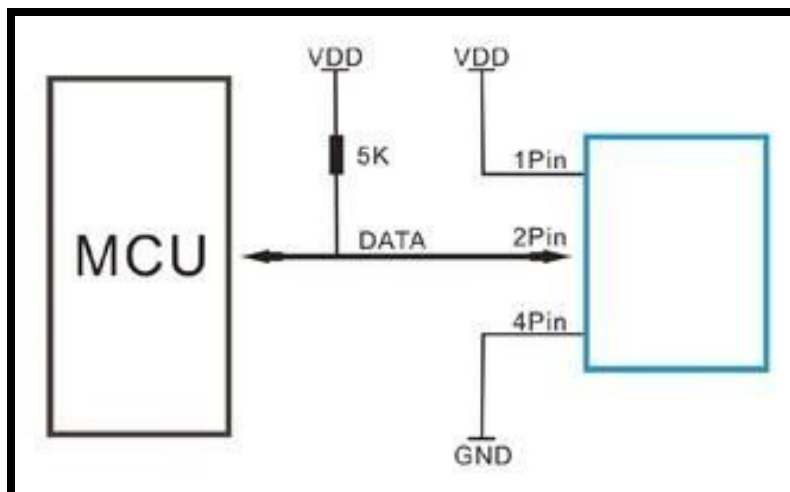 VDD VDD
5K
1Pin
MCU
DATA
2Pin
4Pin
GND